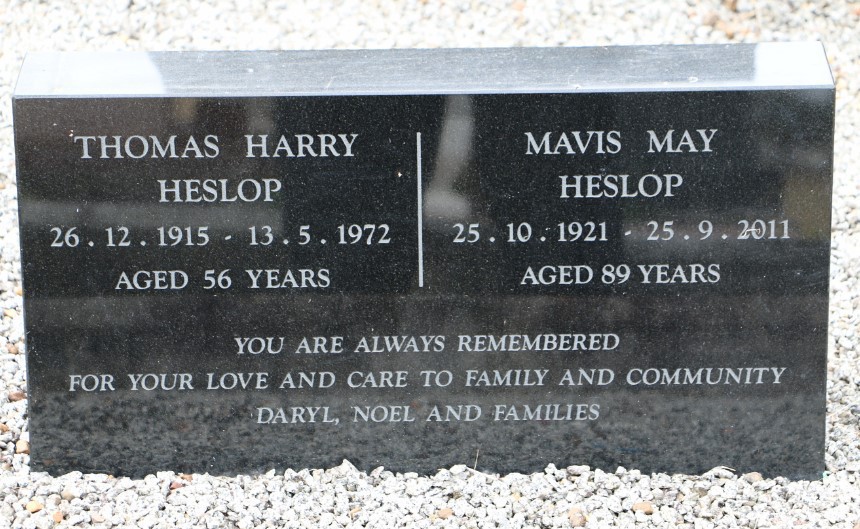 THOMAS HARRY
HESLOP
26.12.1915 - 13.5.1972
AGED 56 YEARS
MAVIS MAY
HESLOP
25.10.1921 - 25.9.2011
AGED 89 YEARS
YOU ARE ALWAYS REMEMBERED
FOR YOUR LOVE AND CARE TO FAMILY AND COMMUNITY
DARYL, NOEL AND FAMILIES